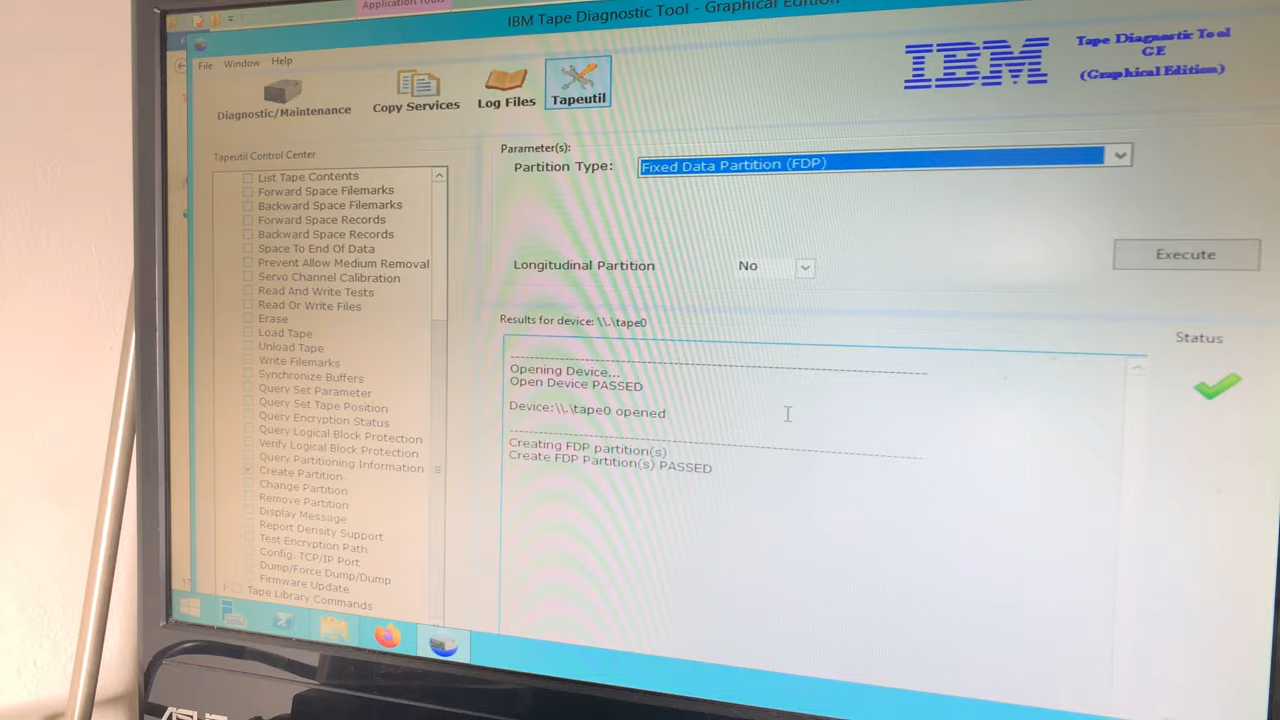 Application Tools
IBM Tape Diagnostic Tool - Graphical Edition
File Window Help
Diagnostic/Maintenance
Copy Services
Log Files
Tapeutil
IBM
Tape Diagnostic Tool
GE
(Graphical Edition)
Tapeutil Control Center
List Tape Contents
Forward Space Filemarks
Backward Space Filemarks
Forward Space Records
Backward Space Records
Space To End Of Data
Prevent Allow Medium Removal
Servo Channel Calibration
Read And Write Tests
Read Or Write Files
Erase
Load Tape
Unload Tape
Write Filemarks
Synchronize Buffers
Query Set Parameter
Query Set Tape Position
Query Encryption Status
Query Logical Block Protection
Verify Logical Block Protection
Query Partitioning Information
Create Partition
Change Partition
Remove Partition
Display Message
Report Density Support
Test Encryption Path
Config. TCP/IP Port
Dump/Force Dump/Dump
Firmware Update
Tape Library Commands
Parameter(s):
Partition Type: Fixed Data Partition (FDP)
Longitudinal Partition No
Execute
Results for device: \\.\tape0
Status
Opening Device...
Open Device PASSED
Device:\\.\tape0 opened
Creating FDP partition(s)
Create FDP Partition(s) PASSED
ASUS